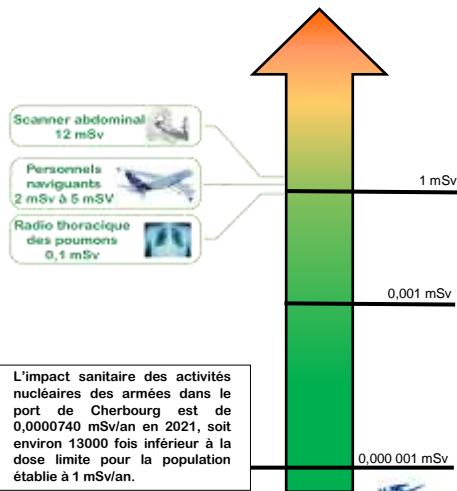 Scanner abdominal
12 mSv
Personnels
naviguants
2 mSv à 5 mSV
Radio thoracique
des poumons
0,1 mSv
1 mSv
0,001 mSv
L'impact sanitaire des activités
nucléaires des armées dans le
port de Cherbourg est de
0,0000740 mSv/an en 2021, soit
environ 13000 fois inférieur à la
dose limite pour la population
établie à 1 mSv/an.
0,000 001 mSv